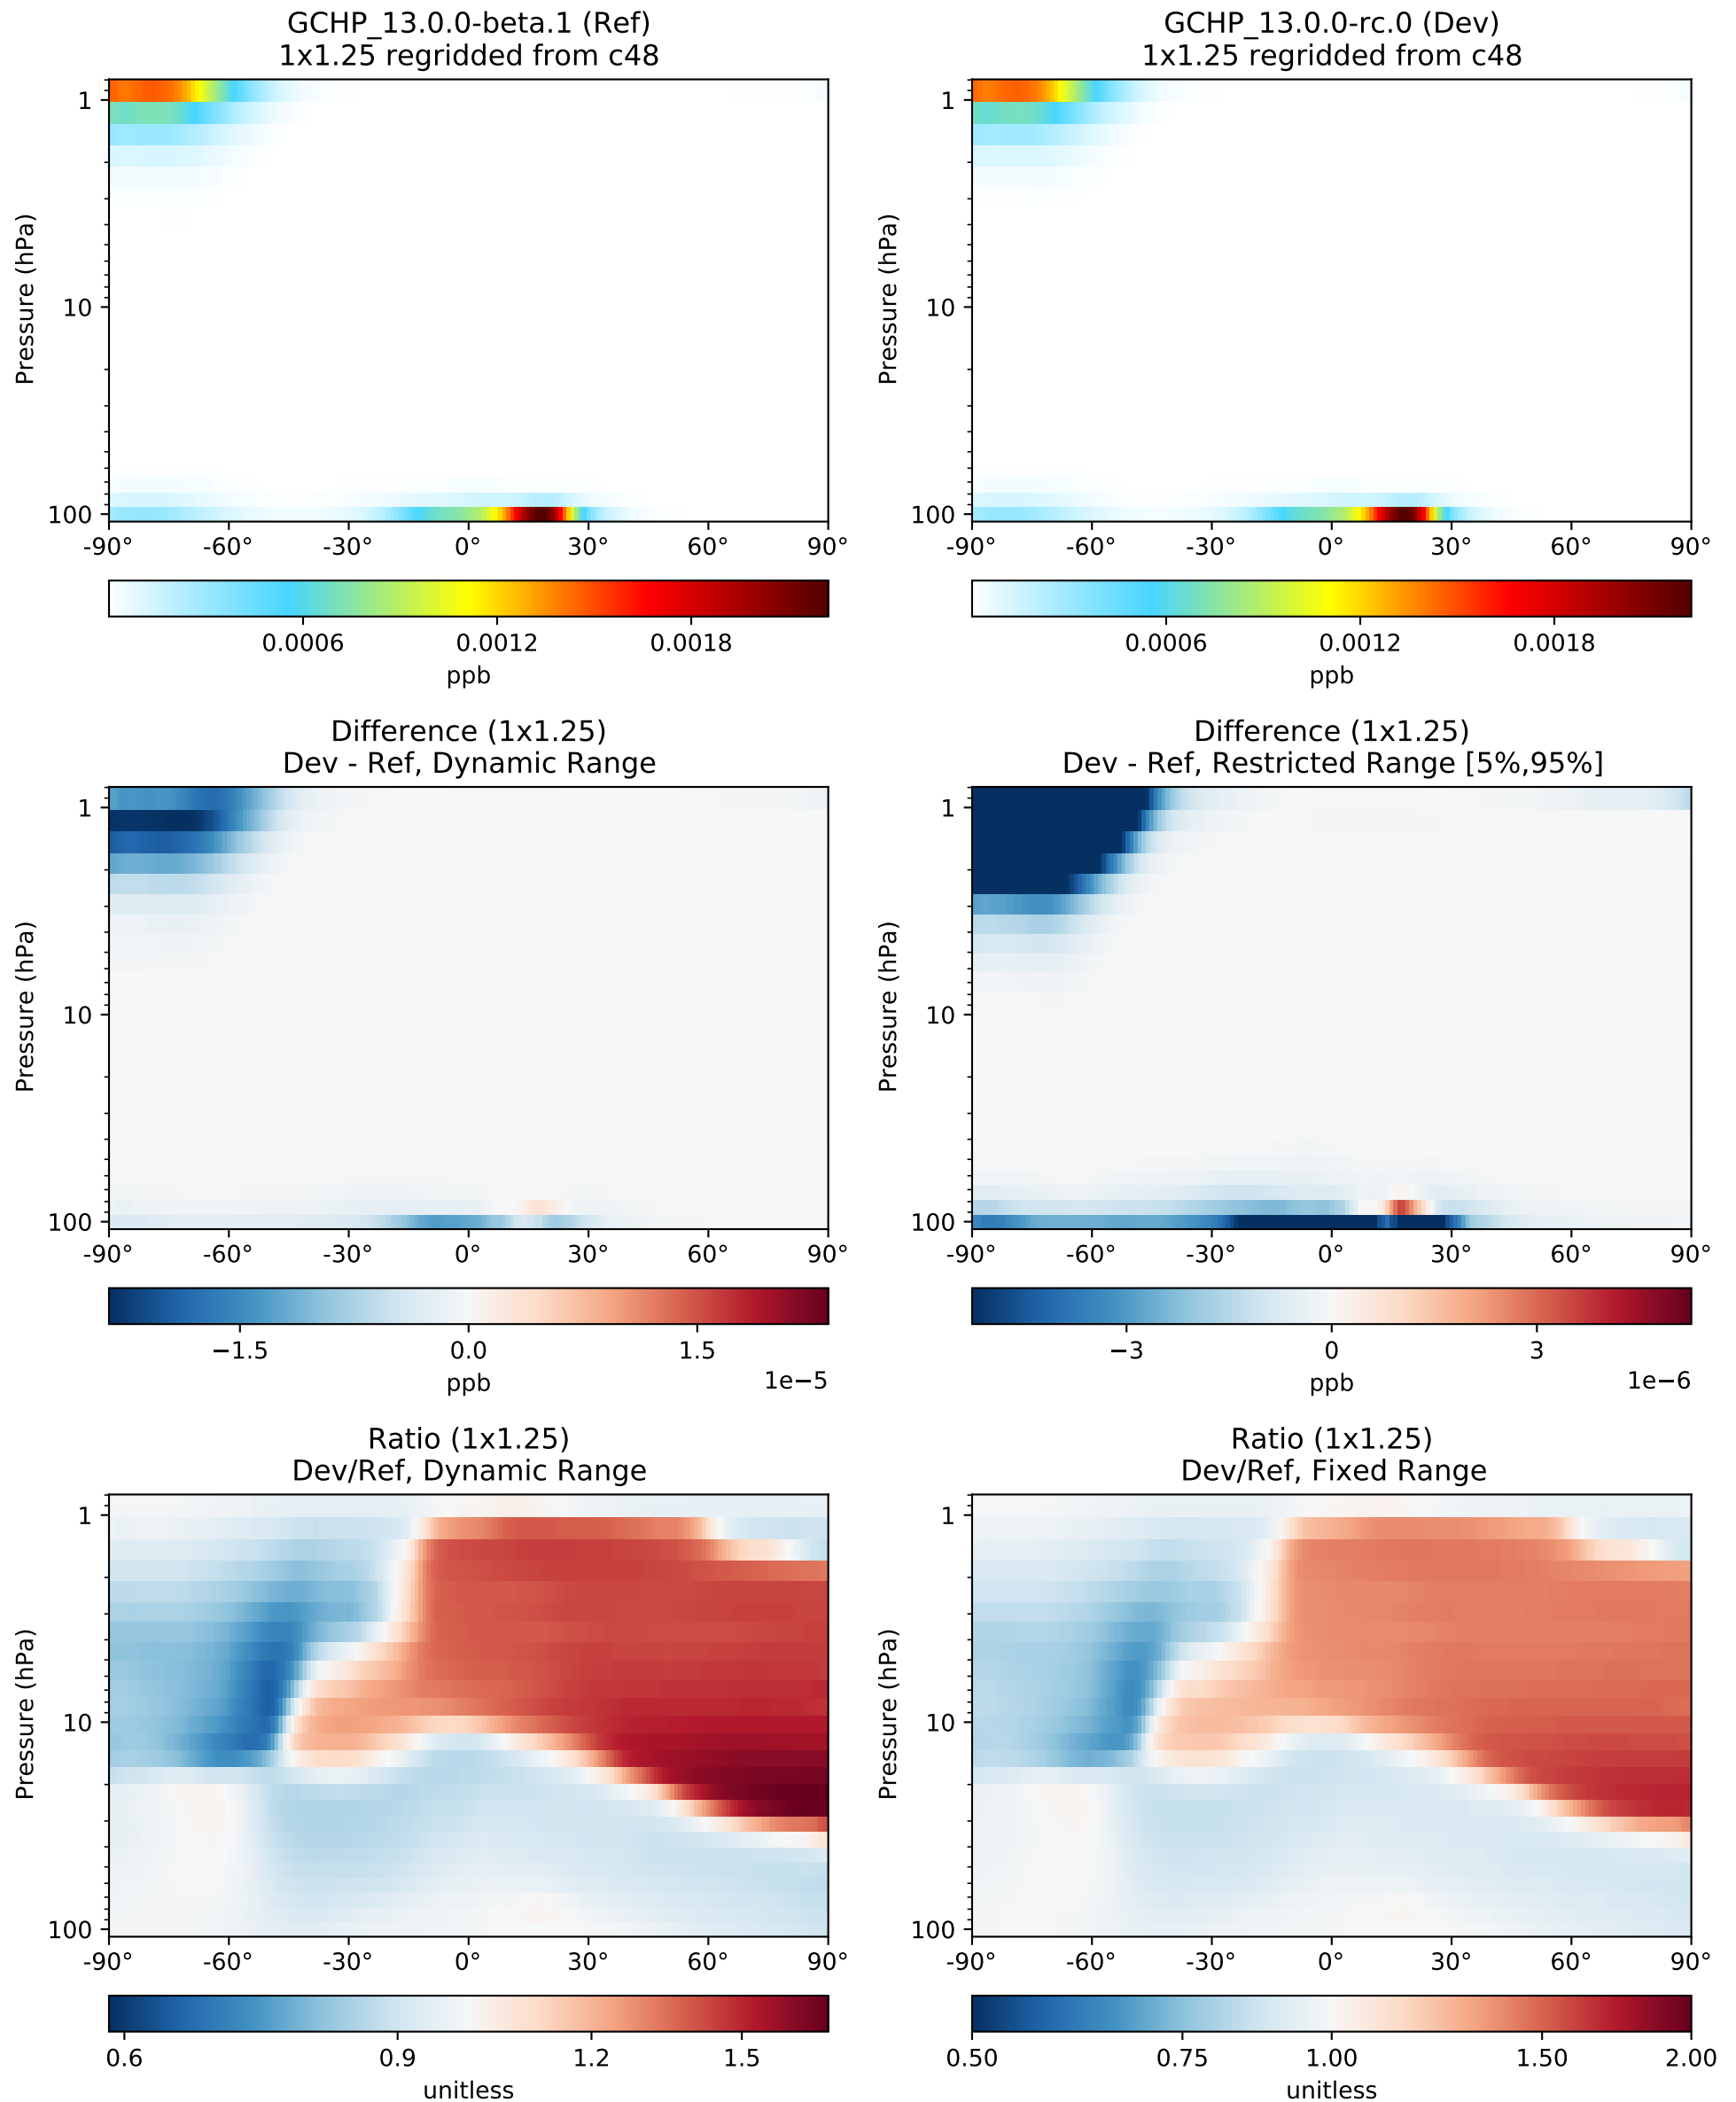 GCHP_13.0.0-beta.1 (Ref)
1x1.25 regridded from c48
Pressure (hPa)
1
10
100
-90° -60° -30° 0° 30° 60° 90°
0.0006 0.0012 0.0018
ppb
GCHP_13.0.0-rc.0 (Dev)
1x1.25 regridded from c48
Pressure (hPa)
1
10
100
-90° -60° -30° 0° 30° 60° 90°
0.0006 0.0012 0.0018
ppb
Difference (1x1.25)
Dev - Ref, Dynamic Range
Pressure (hPa)
1
10
100
-90° -60° -30° 0° 30° 60° 90°
−1.5 0.0 1.5
ppb 1e−5
Difference (1x1.25)
Dev - Ref, Restricted Range [5%,95%]
Pressure (hPa)
1
10
100
-90° -60° -30° 0° 30° 60° 90°
−3 0 3
ppb 1e−6
Ratio (1x1.25)
Dev/Ref, Dynamic Range
Pressure (hPa)
1
10
100
-90° -60° -30° 0° 30° 60° 90°
0.6 0.9 1.2 1.5
unitless
Ratio (1x1.25)
Dev/Ref, Fixed Range
Pressure (hPa)
1
10
100
-90° -60° -30° 0° 30° 60° 90°
0.50 0.75 1.00 1.50 2.00
unitless